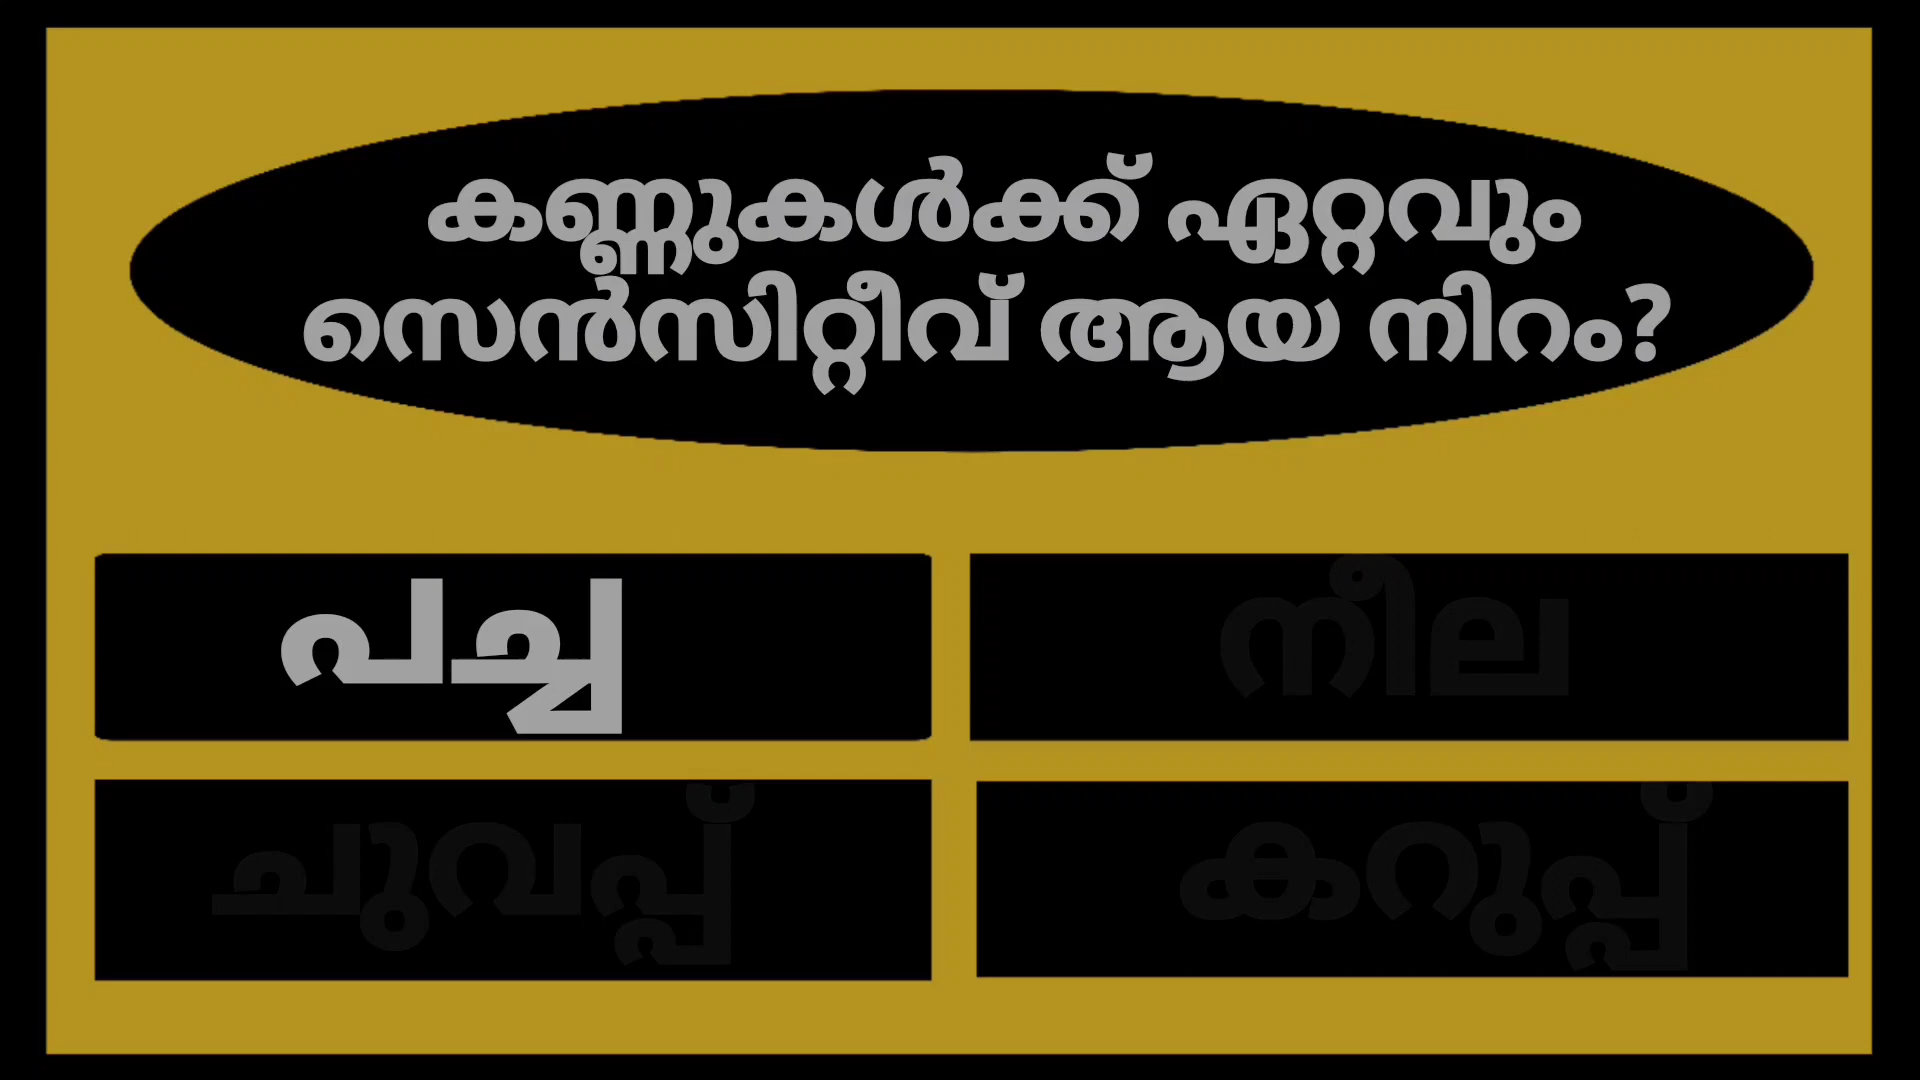 കണ്ണുകൾക്ക് ഏറ്റവും
സെൻസിറ്റീവ് ആയ നിറം?
പച്ച
നീല
ചുവപ്പ്
കറുപ്പ്